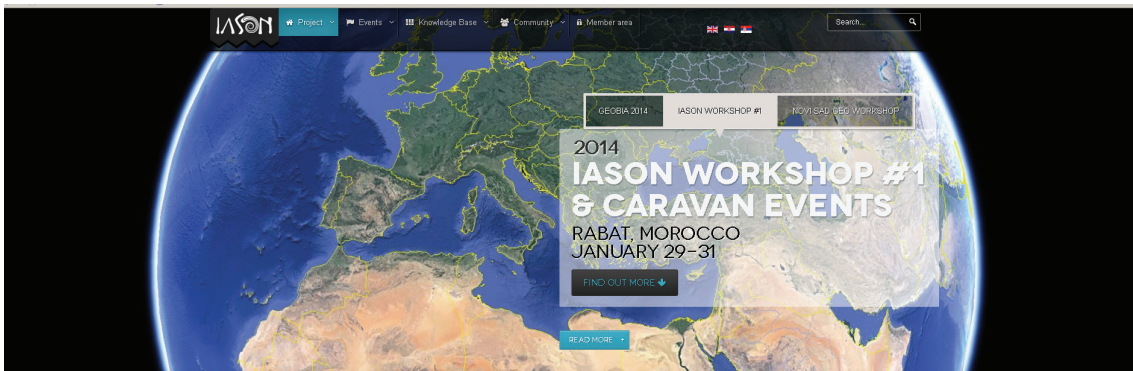 IASON
Project
Events
Knowledge Base
Community
Member area
Search...
GEOBIA 2014
IASON WORKSHOP #1
NOVI SAD GEO WORKSHOP
2014
IASON WORKSHOP #1
& CARAVAN EVENTS
RABAT, MOROCCO
JANUARY 29-31
FIND OUT MORE
READ MORE +